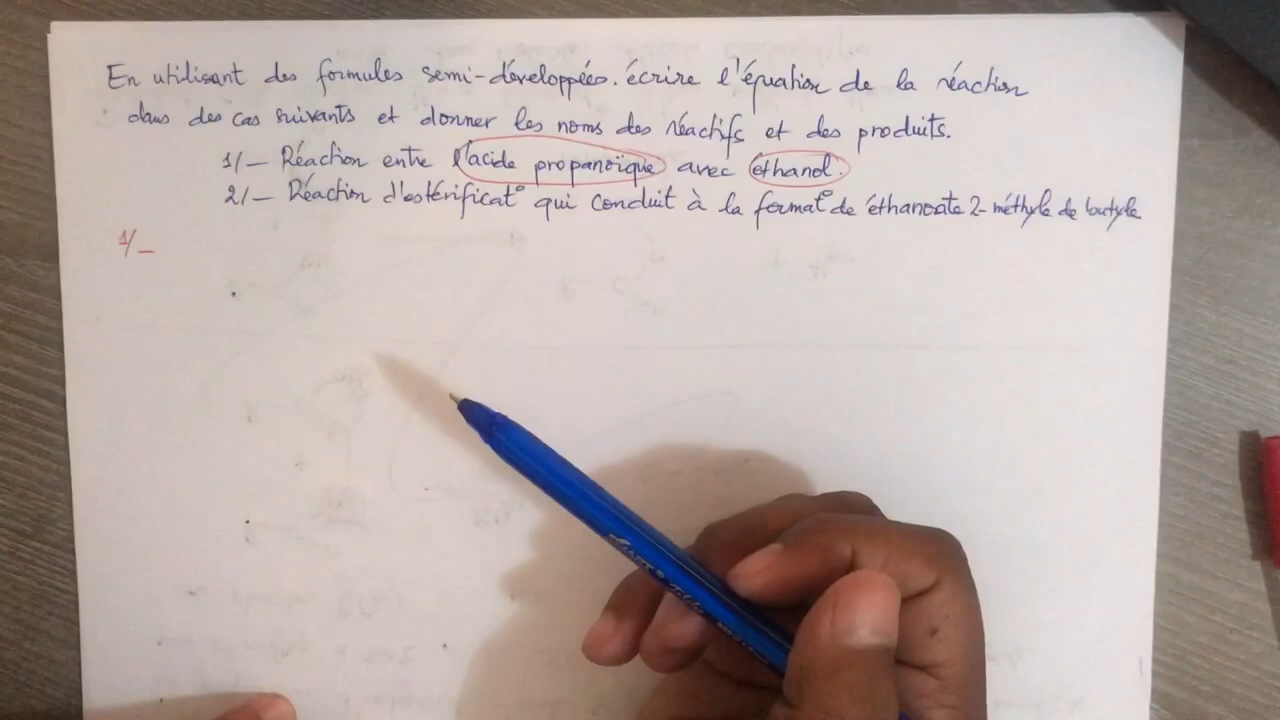 En utilisant des formules semi-développées. écrire l'équation de la réaction
dans des cas suivants et donner les noms des réactifs et des produits.
1/- Réaction entre l'acide propanoïque avec éthanol.
2/- Réaction d'estérificat° qui conduit à la format° de éthanoate 2-méthyle de butyle
1/-